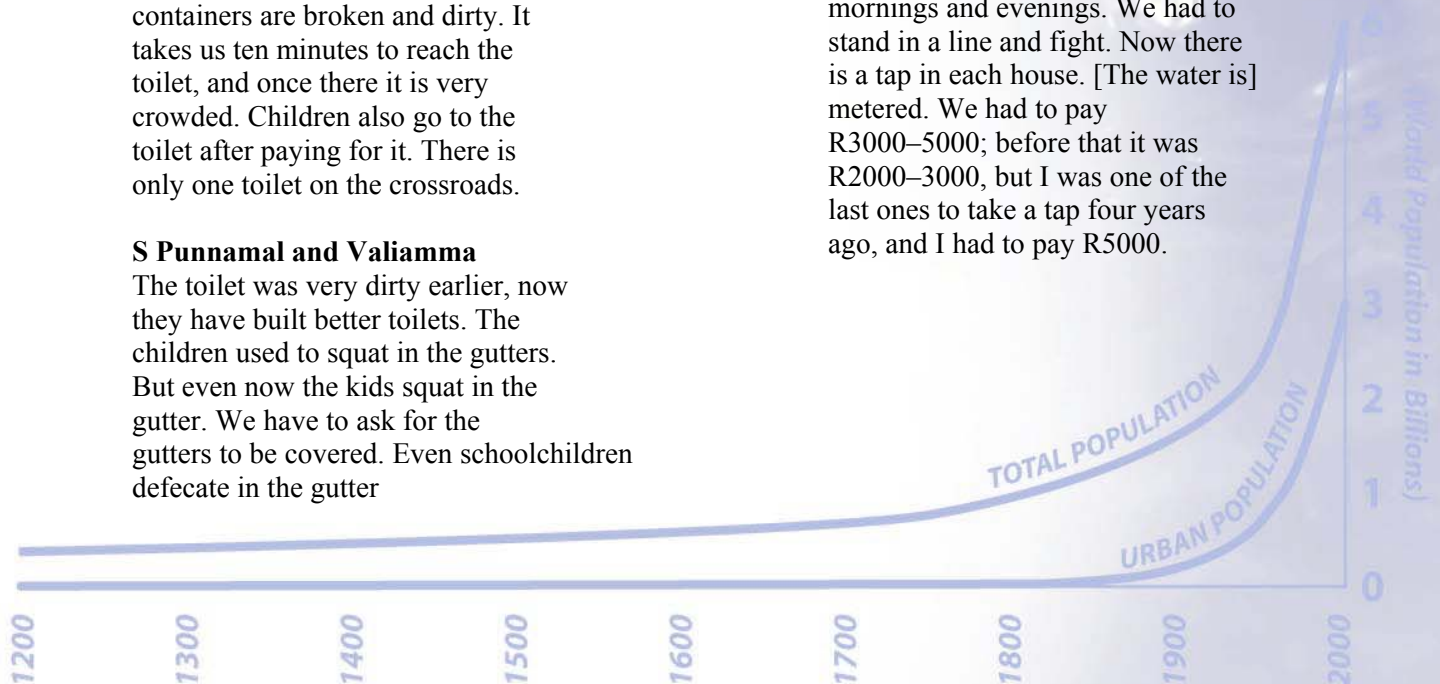 containers are broken and dirty. It
takes us ten minutes to reach the
toilet, and once there it is very
crowded. Children also go to the
toilet after paying for it. There is
only one toilet on the crossroads.
S Punnamal and Valiamma
The toilet was very dirty earlier, now
they have built better toilets. The
children used to squat in the gutters.
But even now the kids squat in the
gutter. We have to ask for the
gutters to be covered. Even schoolchildren
defecate in the gutter
mornings and evenings. We had to
stand in a line and fight. Now there
is a tap in each house. [The water is]
metered. We had to pay
R3000–5000; before that it was
R2000–3000, but I was one of the
last ones to take a tap four years
ago, and I had to pay R5000.
TOTAL POPULATION
URBAN POPULATION
6
5
4
3
2
1
0
(World Population in Billions)
1200
1300
1400
1500
1600
1700
1800
1900
2000